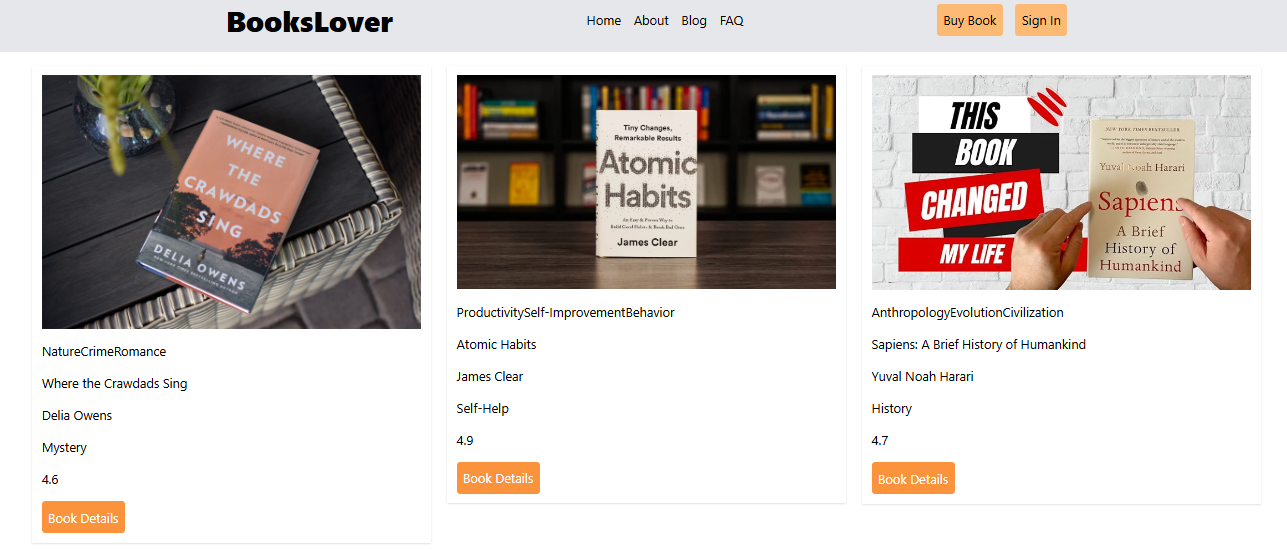 BooksLover
Home About Blog FAQ
Buy Book Sign In
WHERE
THE
CRAWDADS
SING
DELIA OWENS
NatureCrimeRomance
Where the Crawdads Sing
Delia Owens
Mystery
4.6
Book Details
Tiny Changes,
Remarkable Results
Atomic
Habits
An Easy & Proven Way to
Build Good Habits & Break Bad Ones
James Clear
ProductivitySelf-ImprovementBehavior
Atomic Habits
James Clear
Self-Help
4.9
Book Details
THIS
BOOK
CHANGED
MY LIFE
NEW YORK TIMES BESTSELLER
Yuval Noah Harari
Sapiens
A Brief
History of
Humankind
AnthropologyEvolutionCivilization
Sapiens: A Brief History of Humankind
Yuval Noah Harari
History
4.7
Book Details